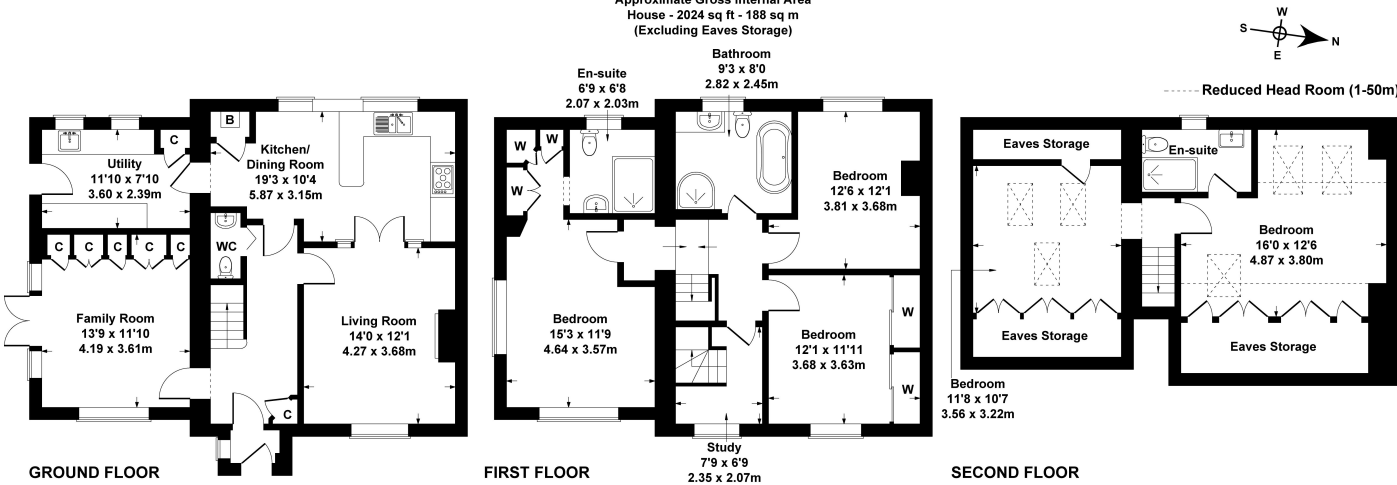 Approximate Gross Internal Area
House - 2024 sq ft - 188 sq m
(Excluding Eaves Storage)
W
S
N
E
Reduced Head Room (1-50m)
B
C
Utility
11'10 x 7'10
3.60 x 2.39m
Kitchen/
Dining Room
19'3 x 10'4
5.87 x 3.15m
C
C
C
C
C
WC
Family Room
13'9 x 11'10
4.19 x 3.61m
Living Room
14'0 x 12'1
4.27 x 3.68m
C
GROUND FLOOR
En-suite
6'9 x 6'8
2.07 x 2.03m
Bathroom
9'3 x 8'0
2.82 x 2.45m
W
W
W
Bedroom
12'6 x 12'1
3.81 x 3.68m
Bedroom
15'3 x 11'9
4.64 x 3.57m
Bedroom
12'1 x 11'11
3.68 x 3.63m
W
W
Study
7'9 x 6'9
2.35 x 2.07m
FIRST FLOOR
Eaves Storage
En-suite
Bedroom
16'0 x 12'6
4.87 x 3.80m
Eaves Storage
Eaves Storage
Bedroom
11'8 x 10'7
3.56 x 3.22m
SECOND FLOOR